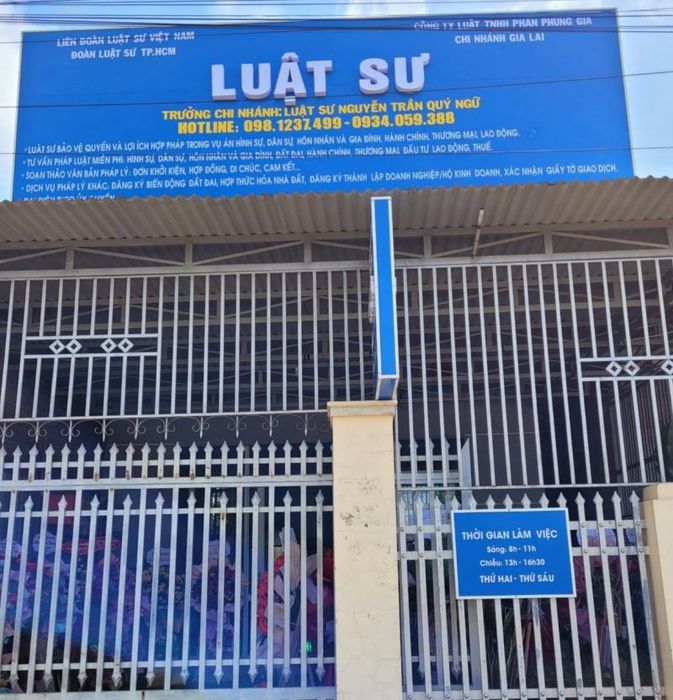 LIÊN ĐOÀN LUẬT SƯ VIỆT NAM
ĐOÀN LUẬT SƯ TP.HCM
CÔNG TY LUẬT TNHH PHAN PHUNG GIA
CHI NHÁNH GIA LAI
LUẬT SƯ
TRƯỞNG CHI NHÁNH: LUẬT SƯ NGUYỄN TRẦN QUÝ NGỮ
HOTLINE: 098.1237.499 - 0934.059.388
- LUẬT SƯ BẢO VỆ QUYỀN VÀ LỢI ÍCH HỢP PHÁP TRONG VỤ ÁN HÌNH SỰ, DÂN SỰ, HÔN NHÂN VÀ GIA ĐÌNH, HÀNH CHÍNH, THƯƠNG MẠI, LAO ĐỘNG.
- TƯ VẤN PHÁP LUẬT MIỄN PHÍ: HÌNH SỰ, DÂN SỰ, HÔN NHÂN VÀ GIA ĐÌNH, ĐẤT ĐAI, HÀNH CHÍNH, THƯƠNG MẠI, ĐẦU TƯ LAO ĐỘNG, THUẾ.
- SOẠN THẢO VĂN BẢN PHÁP LÝ: ĐƠN KHỞI KIỆN, HỢP ĐỒNG, DI CHÚC, CAM KẾT...
- DỊCH VỤ PHÁP LÝ KHÁC: ĐĂNG KÝ BIẾN ĐỘNG ĐẤT ĐAI, HỢP THỨC HÓA NHÀ ĐẤT, ĐĂNG KÝ THÀNH LẬP DOANH NGHIỆP/HỘ KINH DOANH, XÁC NHẬN GIẤY TỜ GIAO DỊCH.
THỜI GIAN LÀM VIỆC
Sáng: 8h - 11h
Chiều: 13h - 16h30
THỨ HAI - THỨ SÁU